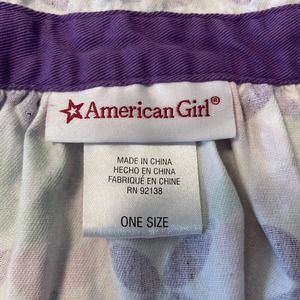 American Girl®
MADE IN CHINA
HECHO EN CHINA
FABRIQUÉ EN CHINE
RN 92138
ONE SIZE